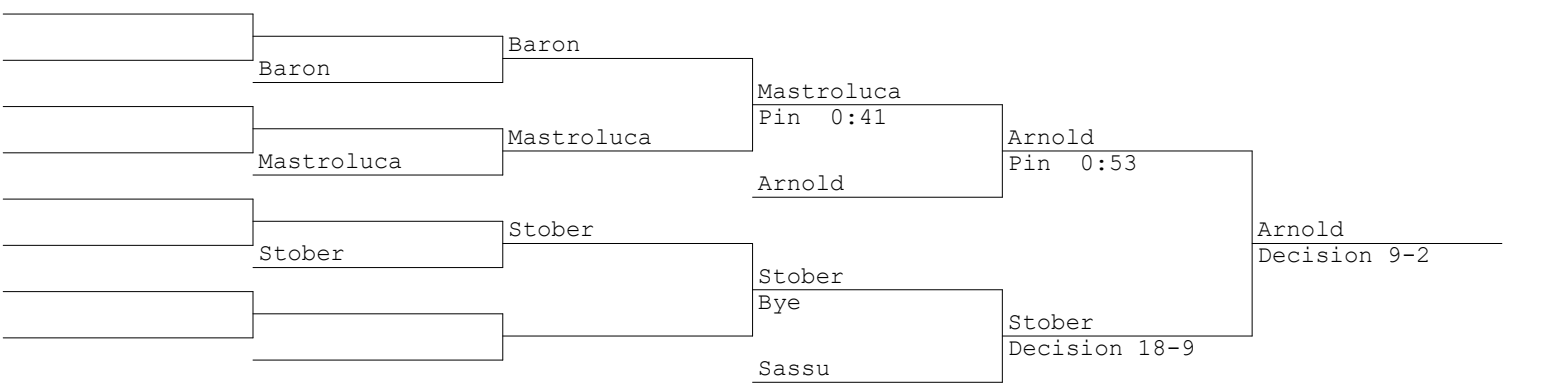 Baron
Baron
Mastroluca
Pin 0:41
Mastroluca
Arnold
Pin 0:53
Mastroluca
Arnold
Stober
Arnold
Decision 9-2
Stober
Stober
Bye
Stober
Decision 18-9
Sassu